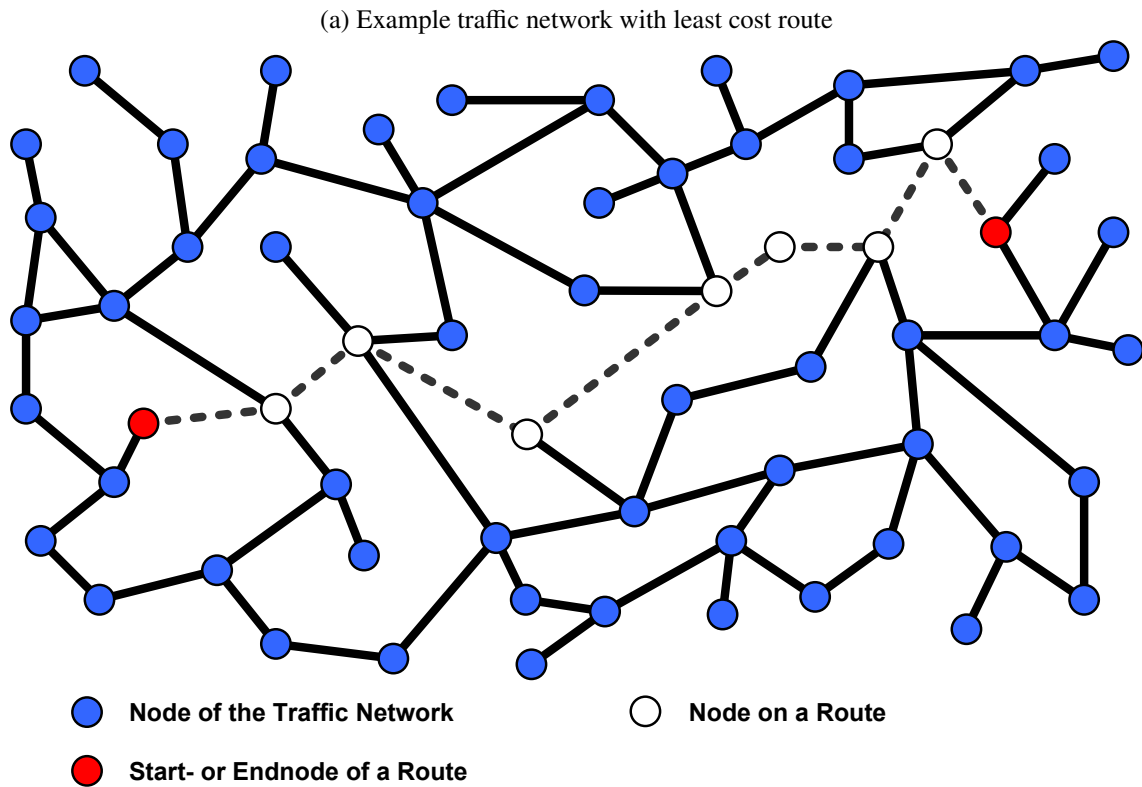 (a) Example traffic network with least cost route
Node of the Traffic Network
Node on a Route
Start- or Endnode of a Route